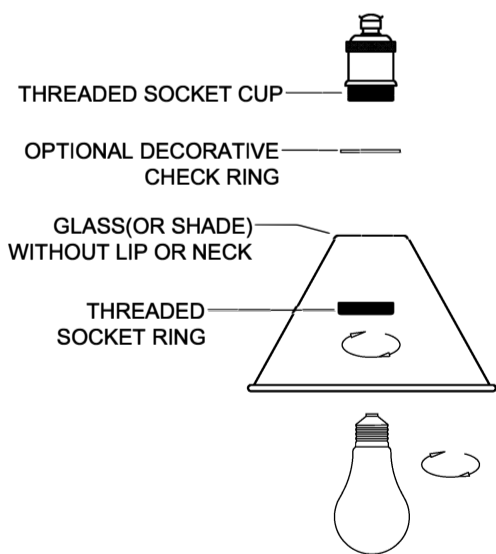 THREADED SOCKET CUP
OPTIONAL DECORATIVE
CHECK RING
GLASS(OR SHADE)
WITHOUT LIP OR NECK
THREADED
SOCKET RING